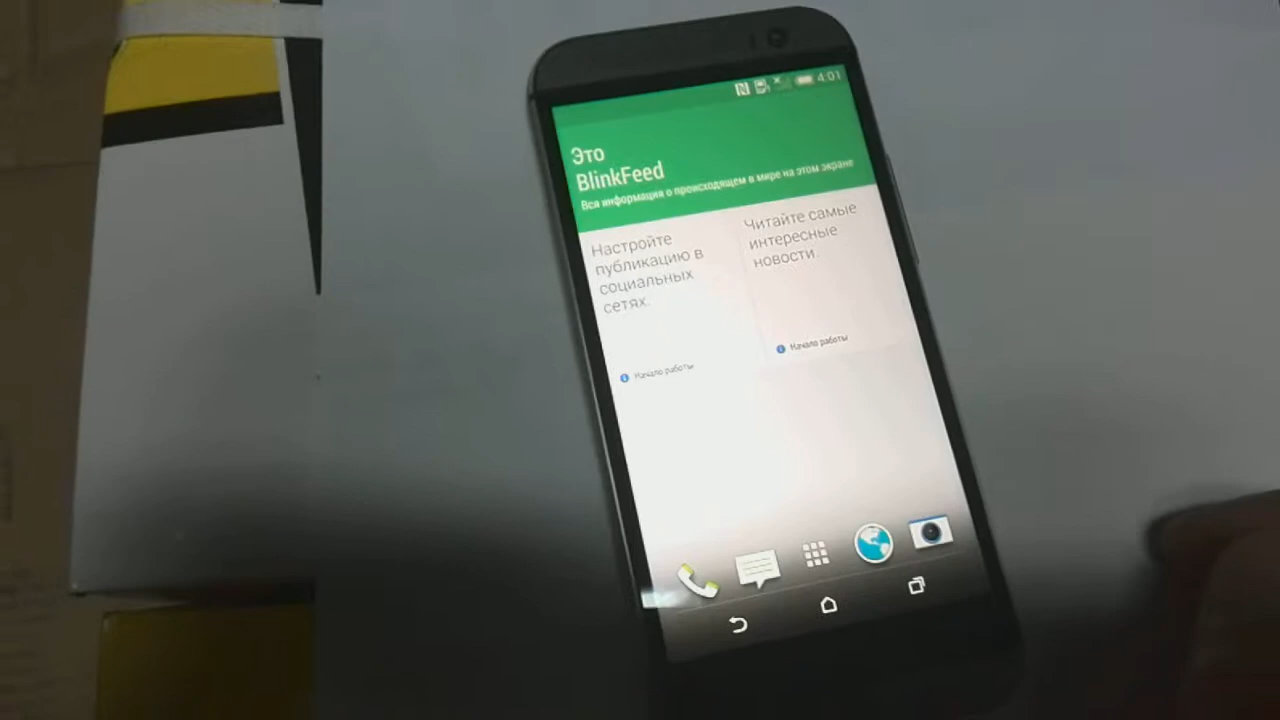 4:01
Это
BlinkFeed
Вся информация о происходящем в мире на этом экране
Настройте
публикацию в
социальных
сетях.
Начало работы
Читайте самые
интересные
новости
Начало работы